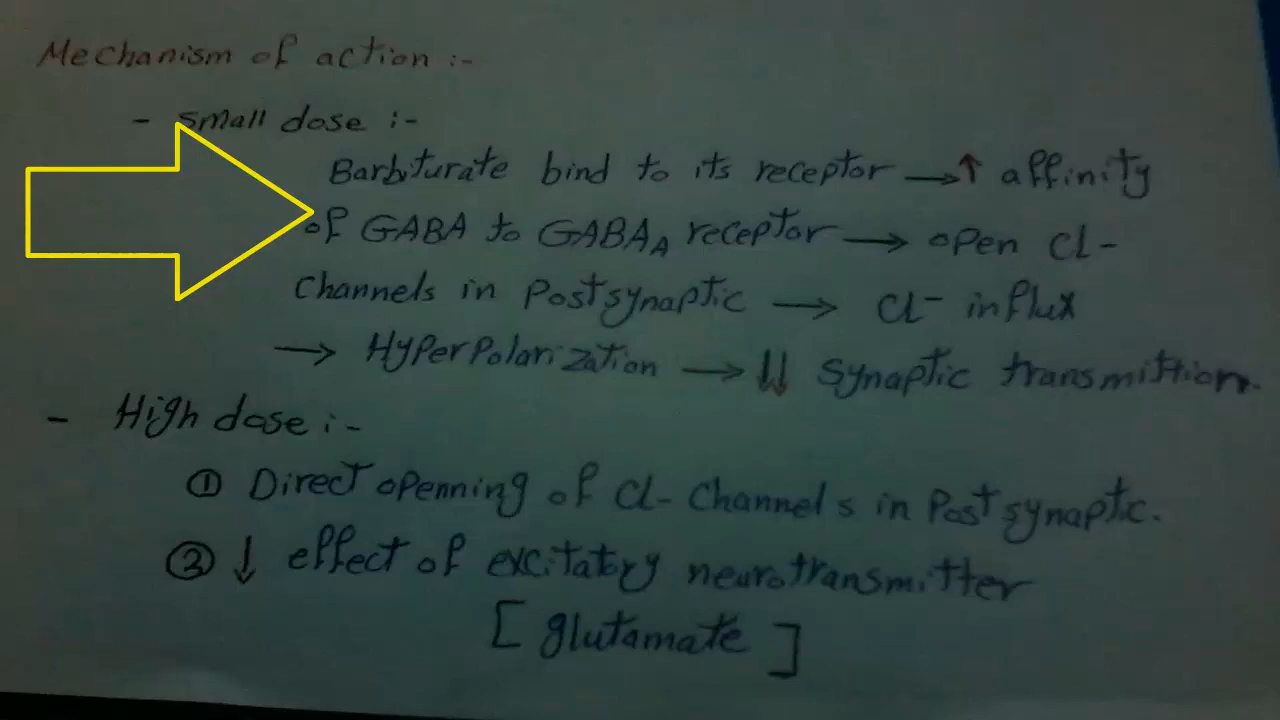 Mechanism of action :-
- small dose :-
Barbiturate bind to its receptor → ↑ affinity
of GABA to GABAA receptor → open cl-
channels in Postsynaptic → cl- influx
→ HyperPolarization → ↓↓ synaptic transmittion.
- High dose :-
① Direct openning of cl- channels in Postsynaptic.
② ↓ effect of excitatory neurotransmitter
[ glutamate ]